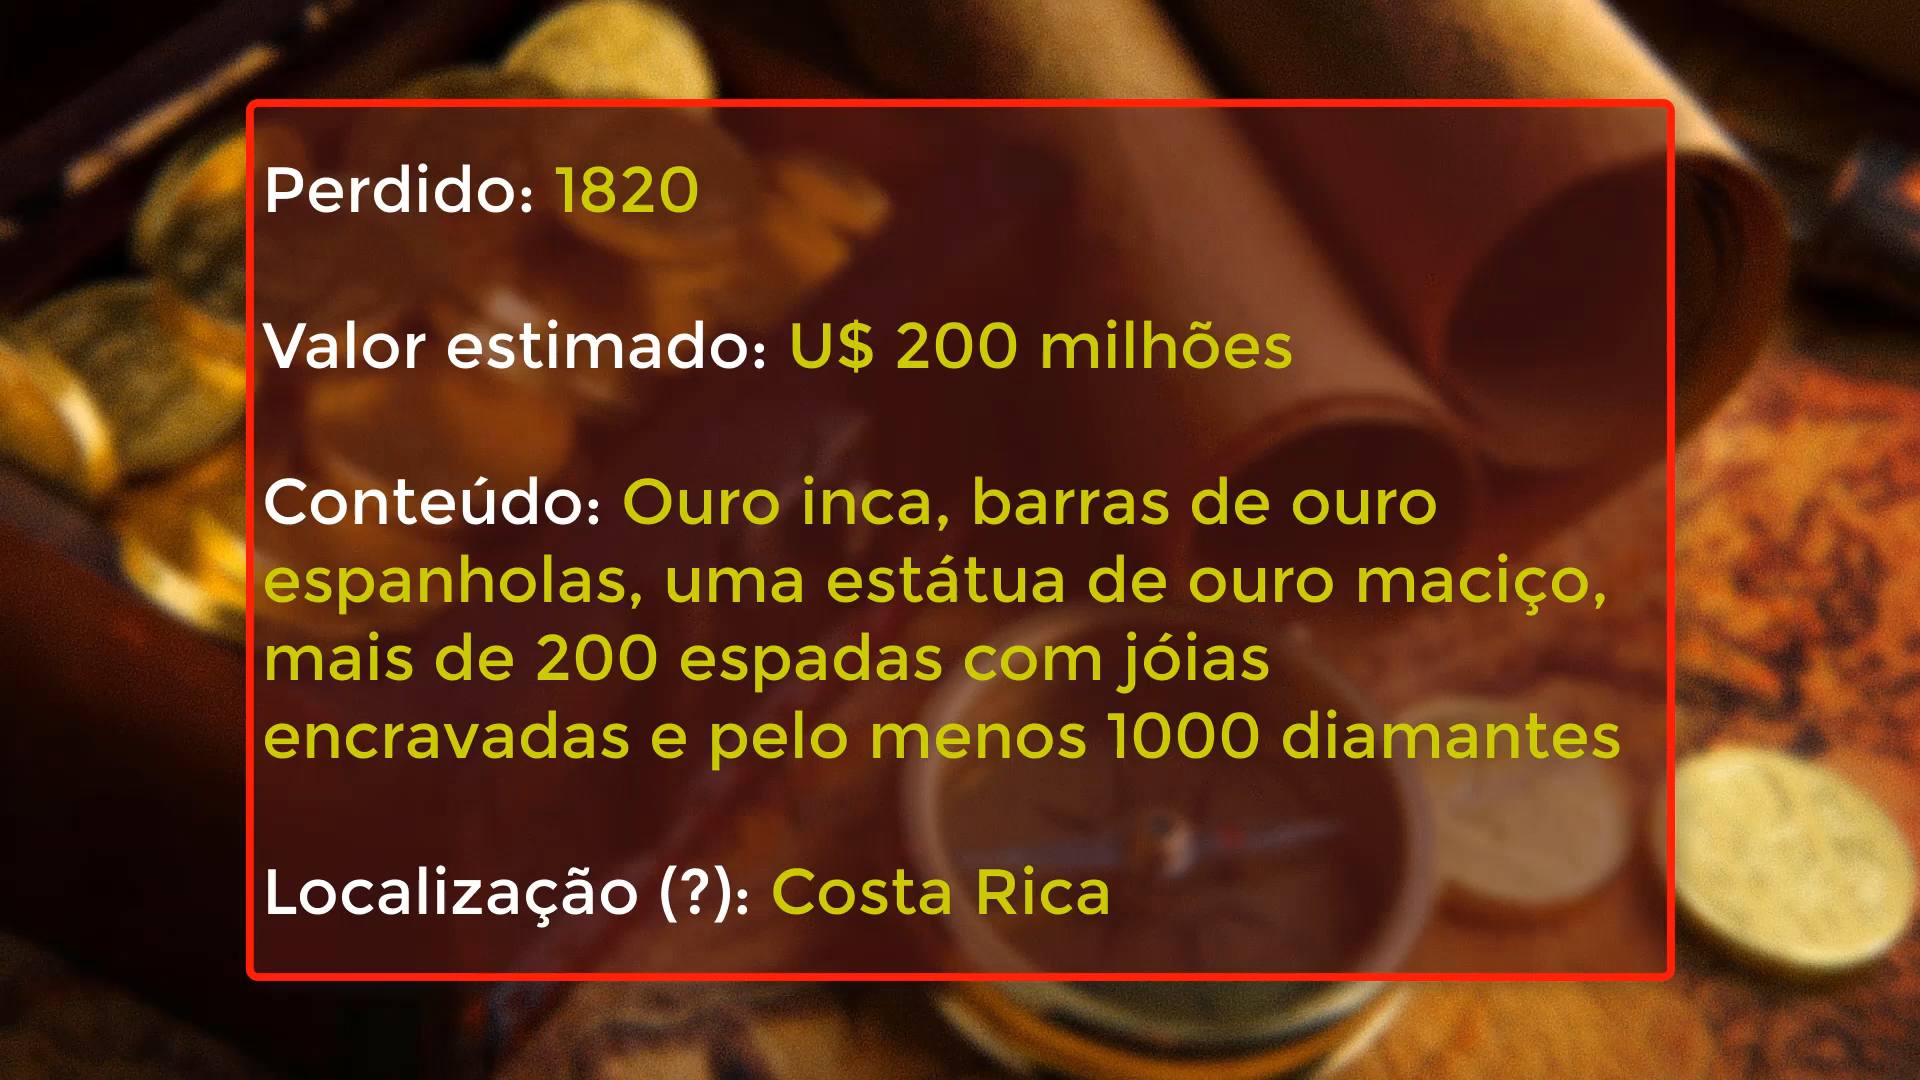 Perdido: 1820
Valor estimado: U$ 200 milhões
Conteúdo: Ouro inca, barras de ouro
espanholas, uma estátua de ouro maciço,
mais de 200 espadas com jóias
encravadas e pelo menos 1000 diamantes
Localização (?): Costa Rica